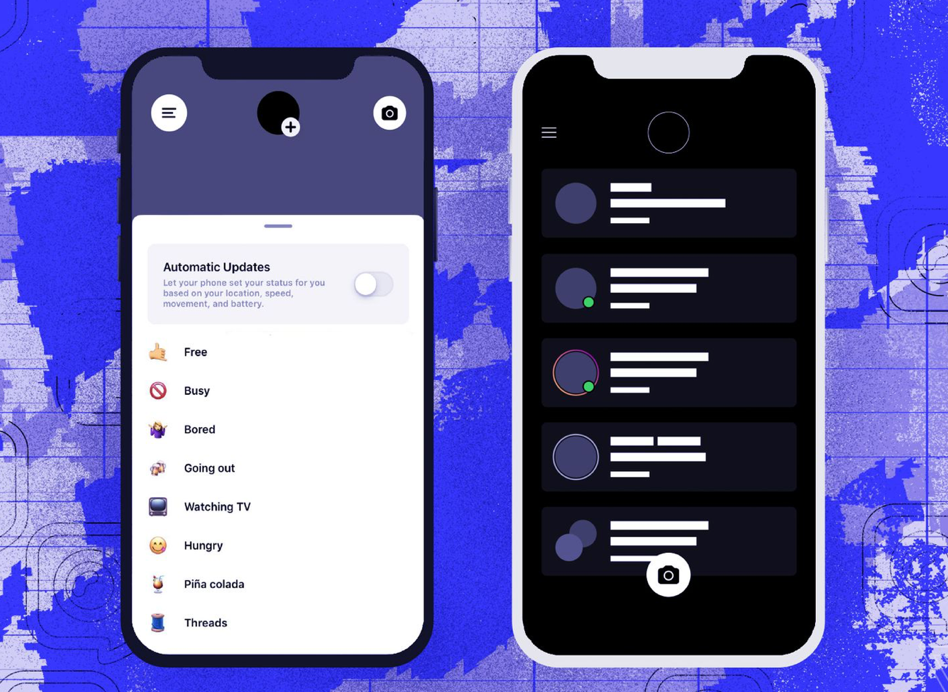 Automatic Updates
Let your phone set your status for you
based on your location, speed,
movement, and battery.
Free
Busy
Bored
Going out
Watching TV
Hungry
Piña colada
Threads